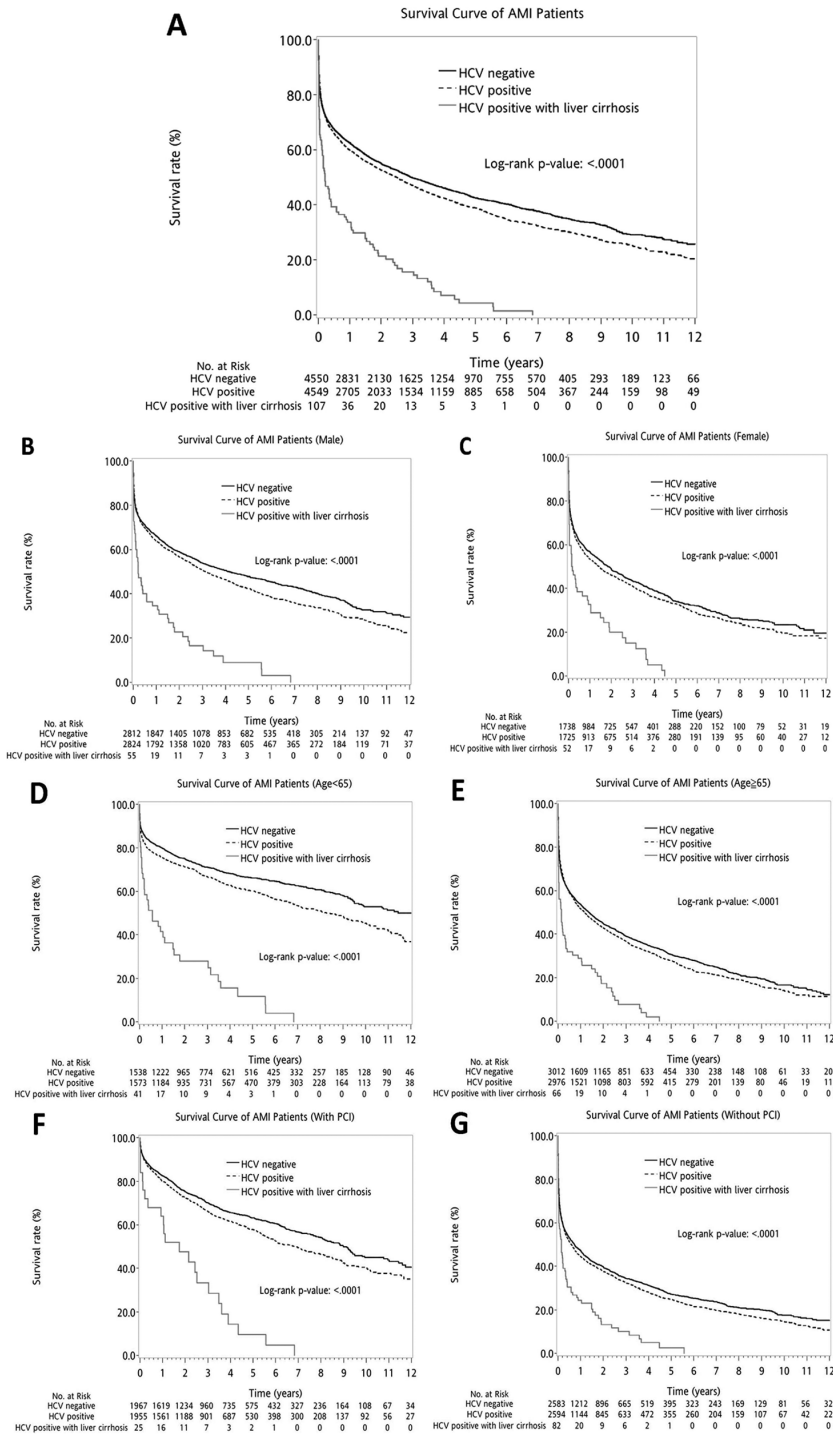 A
Survival Curve of AMI Patients
100.0
80.0
60.0
40.0
20.0
0.0
Survival rate (%)
HCV negative
HCV positive
HCV positive with liver cirrhosis
Log-rank p-value: <.0001
0 1 2 3 4 5 6 7 8 9 10 11 12
Time (years)
No. at Risk
HCV negative 4550 2831 2130 1625 1254 970 755 570 405 293 189 123 66
HCV positive 4549 2705 2033 1534 1159 885 658 504 367 244 159 98 49
HCV positive with liver cirrhosis 107 36 20 13 5 3 1 0 0 0 0 0 0
B
Survival Curve of AMI Patients (Male)
100.0
80.0
60.0
40.0
20.0
0.0
Survival rate (%)
HCV negative
HCV positive
HCV positive with liver cirrhosis
Log-rank p-value: <.0001
0 1 2 3 4 5 6 7 8 9 10 11 12
Time (years)
No. at Risk
HCV negative 2812 1847 1405 1078 853 682 535 418 305 214 137 92 47
HCV positive 2824 1792 1358 1020 783 605 467 365 272 184 119 71 37
HCV positive with liver cirrhosis 55 19 11 7 3 3 1 0 0 0 0 0 0
C
Survival Curve of AMI Patients (Female)
100.0
80.0
60.0
40.0
20.0
0.0
Survival rate (%)
HCV negative
HCV positive
HCV positive with liver cirrhosis
Log-rank p-value: <.0001
0 1 2 3 4 5 6 7 8 9 10 11 12
Time (years)
No. at Risk
HCV negative 1738 984 725 547 401 288 220 152 100 79 52 31 19
HCV positive 1725 913 675 514 376 280 191 139 95 60 40 27 12
HCV positive with liver cirrhosis 52 17 9 6 2 0 0 0 0 0 0 0 0
D
Survival Curve of AMI Patients (Age<65)
100.0
80.0
60.0
40.0
20.0
0.0
Survival rate (%)
HCV negative
HCV positive
HCV positive with liver cirrhosis
Log-rank p-value: <.0001
0 1 2 3 4 5 6 7 8 9 10 11 12
Time (years)
No. at Risk
HCV negative 1538 1222 965 774 621 516 425 332 257 185 128 90 46
HCV positive 1573 1184 935 731 567 470 379 303 228 164 113 79 38
HCV positive with liver cirrhosis 41 17 10 9 4 3 1 0 0 0 0 0 0
E
Survival Curve of AMI Patients (Age≧65)
100.0
80.0
60.0
40.0
20.0
0.0
Survival rate (%)
HCV negative
HCV positive
HCV positive with liver cirrhosis
Log-rank p-value: <.0001
0 1 2 3 4 5 6 7 8 9 10 11 12
Time (years)
No. at Risk
HCV negative 3012 1609 1165 851 633 454 330 238 148 108 61 33 20
HCV positive 2976 1521 1098 803 592 415 279 201 139 80 46 19 11
HCV positive with liver cirrhosis 66 19 10 4 1 0 0 0 0 0 0 0 0
F
Survival Curve of AMI Patients (With PCI)
100.0
80.0
60.0
40.0
20.0
0.0
Survival rate (%)
HCV negative
HCV positive
HCV positive with liver cirrhosis
Log-rank p-value: <.0001
0 1 2 3 4 5 6 7 8 9 10 11 12
Time (years)
No. at Risk
HCV negative 1967 1619 1234 960 735 575 432 327 236 164 108 67 34
HCV positive 1955 1561 1188 901 687 530 398 300 208 137 92 56 27
HCV positive with liver cirrhosis 25 16 11 7 3 2 1 0 0 0 0 0 0
G
Survival Curve of AMI Patients (Without PCI)
100.0
80.0
60.0
40.0
20.0
0.0
Survival rate (%)
HCV negative
HCV positive
HCV positive with liver cirrhosis
Log-rank p-value: <.0001
0 1 2 3 4 5 6 7 8 9 10 11 12
Time (years)
No. at Risk
HCV negative 2583 1212 896 665 519 395 323 243 169 129 81 56 32
HCV positive 2594 1144 845 633 472 355 260 204 159 107 67 42 22
HCV positive with liver cirrhosis 82 20 9 6 2 1 0 0 0 0 0 0 0